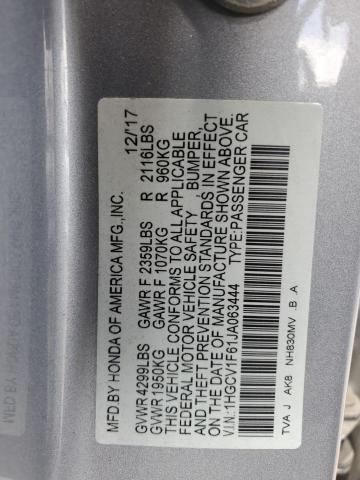 MFD.BY HONDA OF AMERICA MFG.,INC. 12/17
GVWR 4299LBS GAWR F 2359LBS R 2116LBS
GVWR 1950KG GAWR F 1070KG R 960KG
THIS VEHICLE CONFORMS TO ALL APPLICABLE
FEDERAL MOTOR VEHICLE SAFETY, BUMPER,
AND THEFT PREVENTION STANDARDS IN EFFECT
ON THE DATE OF MANUFACTURE SHOWN ABOVE.
V.I.N.:1HGCV1F61JA063444 TYPE:PASSENGER CAR
TVA J AK8 NH830MV .B .A